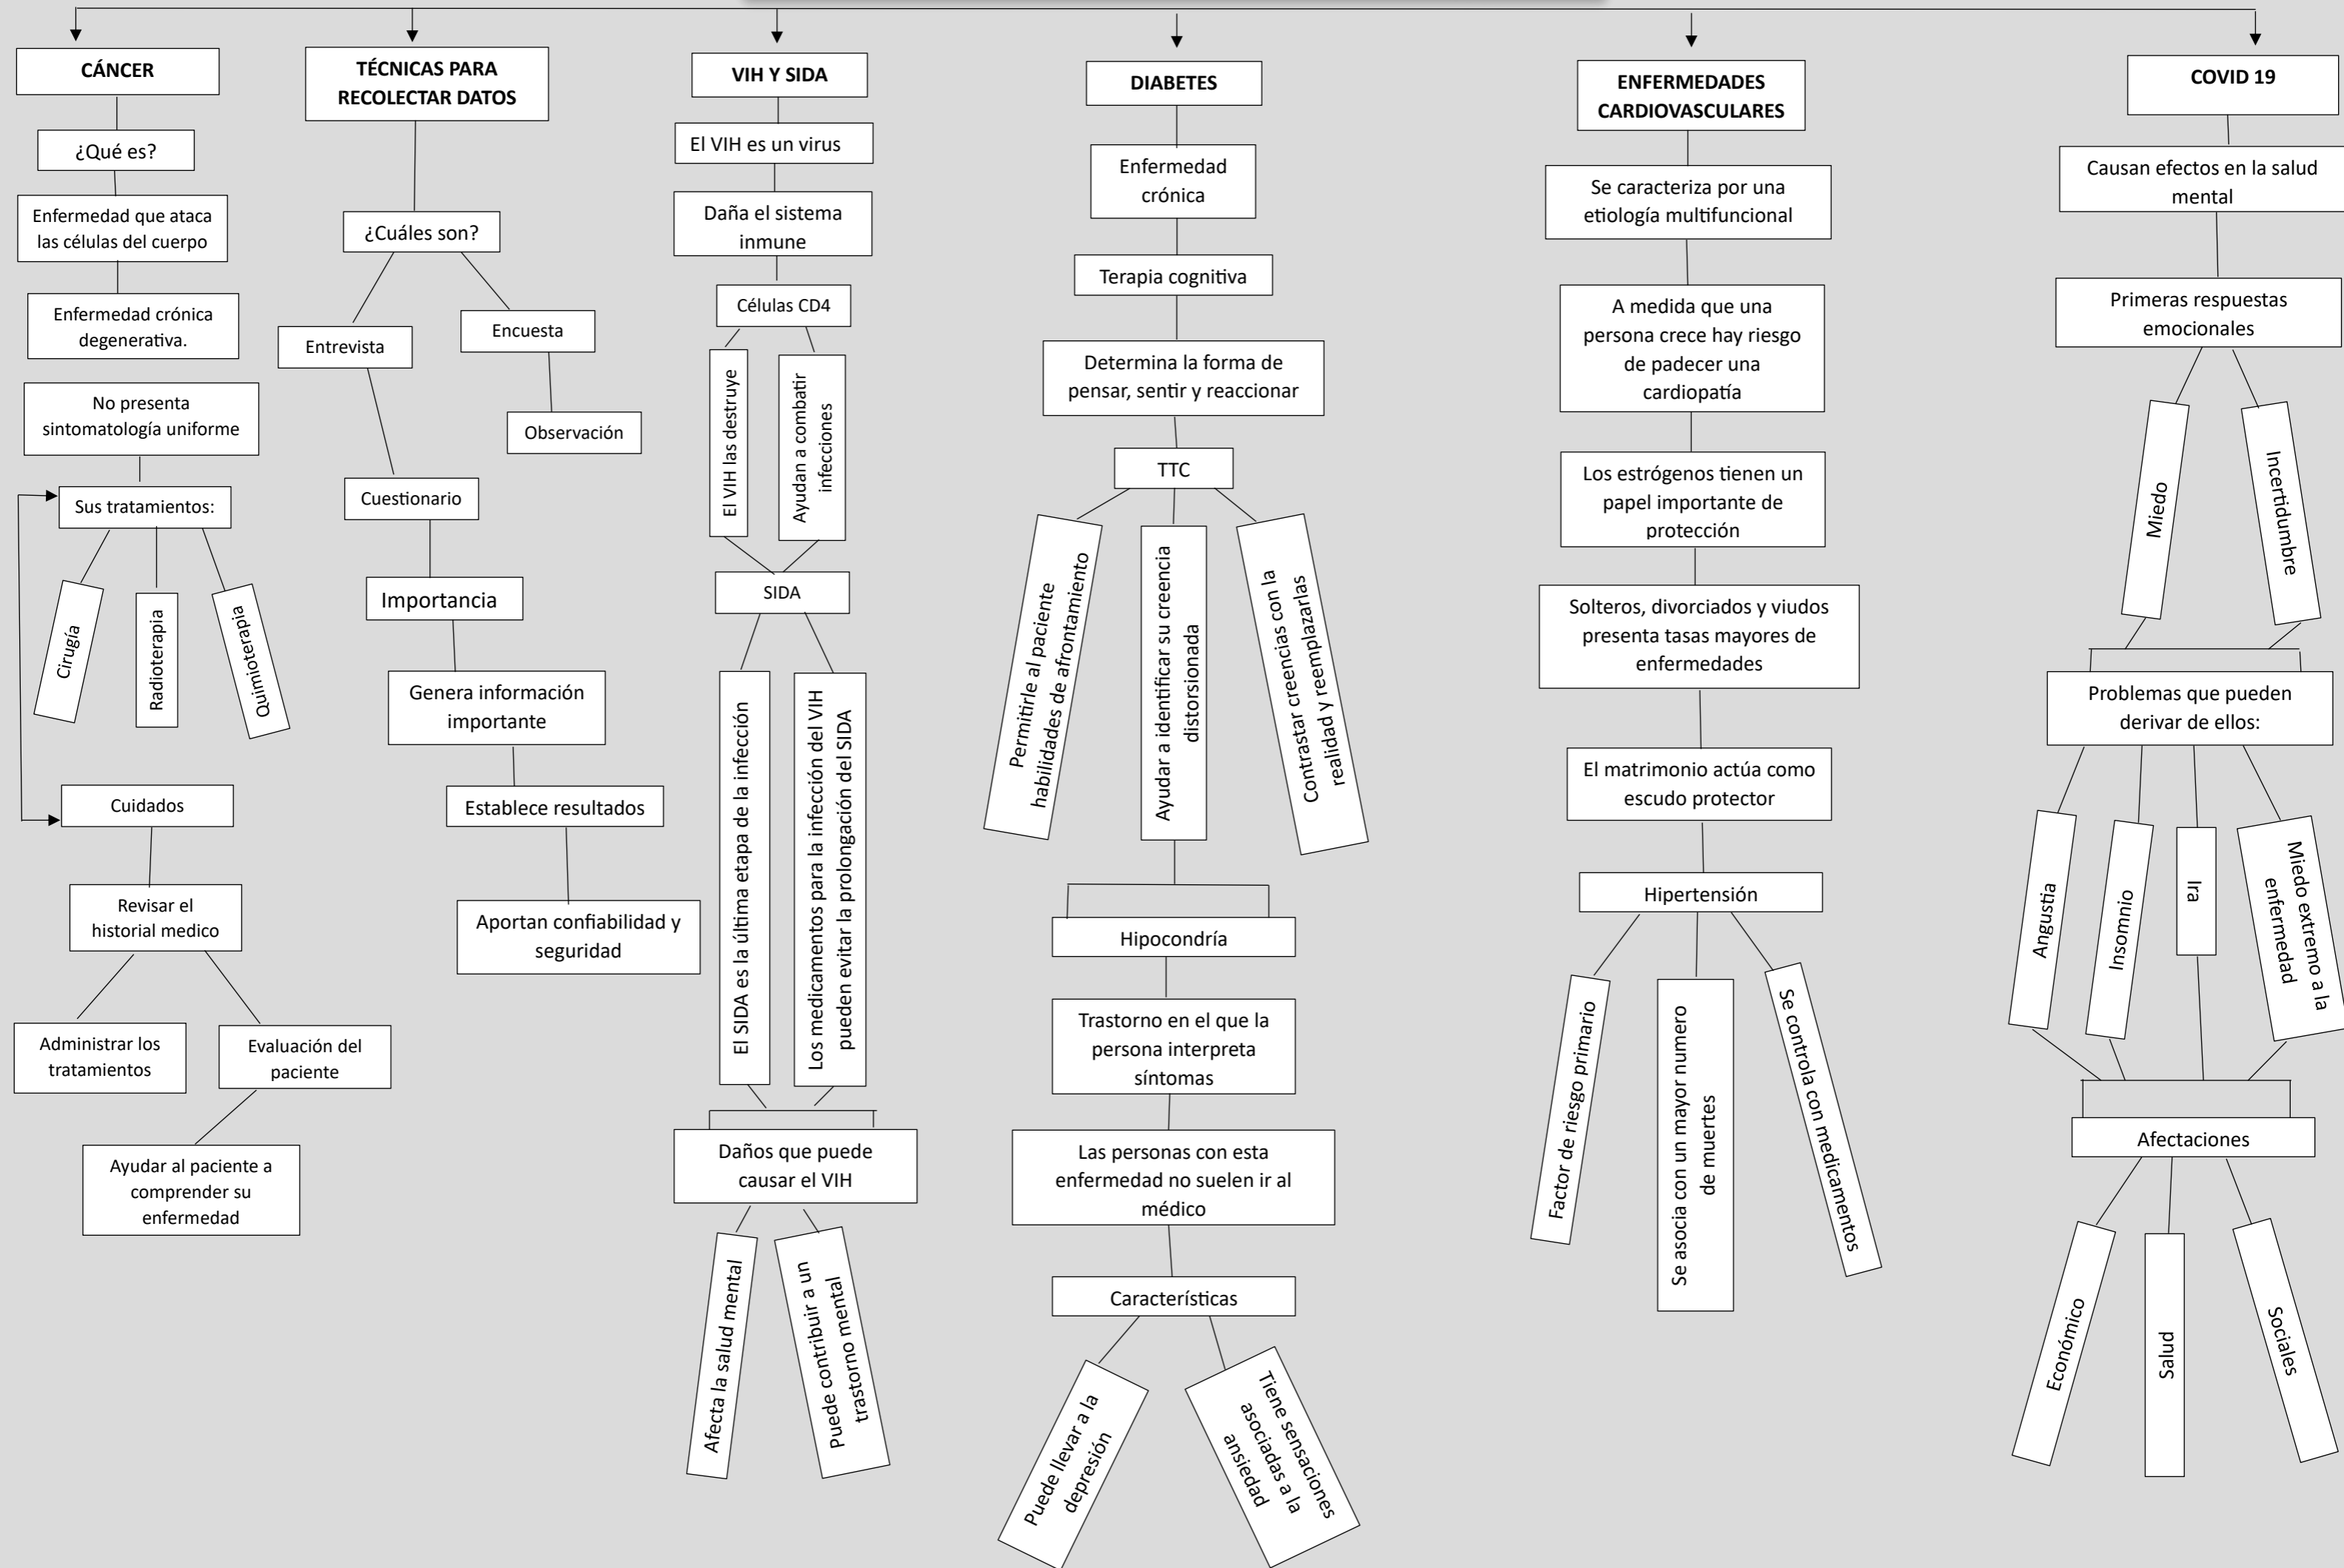 CÁNCER
¿Qué es?
Enfermedad que ataca
las células del cuerpo
Enfermedad crónica
degenerativa.
No presenta
sintomatología uniforme
Sus tratamientos:
Cirugía
Radioterapia
Quimioterapia
Cuidados
Revisar el
historial medico
Administrar los
tratamientos
Evaluación del
paciente
Ayudar al paciente a
comprender su
enfermedad
TÉCNICAS PARA
RECOLECTAR DATOS
¿Cuáles son?
Entrevista
Encuesta
Observación
Cuestionario
Importancia
Genera información
importante
Establece resultados
Aportan confiabilidad y
seguridad
VIH Y SIDA
El VIH es un virus
Daña el sistema
inmune
Células CD4
El VIH las destruye
Ayudan a combatir
infecciones
SIDA
El SIDA es la última etapa de la infección
Los medicamentos para la infección del VIH
pueden evitar la prolongación del SIDA
Daños que puede
causar el VIH
Afecta la salud mental
Puede contribuir a un
trastorno mental
DIABETES
Enfermedad
crónica
Terapia cognitiva
Determina la forma de
pensar, sentir y reaccionar
TTC
Permitirle al paciente
habilidades de afrontamiento
Ayudar a identificar su creencia
distorsionada
Contrastar creencias con la
realidad y reemplazarlas
Hipocondría
Trastorno en el que la
persona interpreta
síntomas
Las personas con esta
enfermedad no suelen ir al
médico
Características
Puede llevar a la
depresión
Tiene sensaciones
asociadas a la
ansiedad
ENFERMEDADES
CARDIOVASCULARES
Se caracteriza por una
etiología multifuncional
A medida que una
persona crece hay riesgo
de padecer una
cardiopatía
Los estrógenos tienen un
papel importante de
protección
Solteros, divorciados y viudos
presenta tasas mayores de
enfermedades
El matrimonio actúa como
escudo protector
Hipertensión
Factor de riesgo primario
Se asocia con un mayor numero
de muertes
Se controla con medicamentos
COVID 19
Causan efectos en la salud
mental
Primeras respuestas
emocionales
Miedo
Incertidumbre
Problemas que pueden
derivar de ellos:
Angustia
Insomnio
Ira
Miedo extremo a la
enfermedad
Afectaciones
Económico
Salud
Sociales